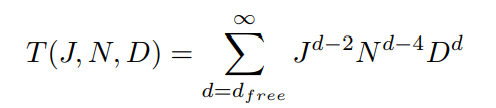 T(J, N, D) = \sum_{d=d_{free}}^{\infty} J^{d-2} N^{d-4} D^{d}